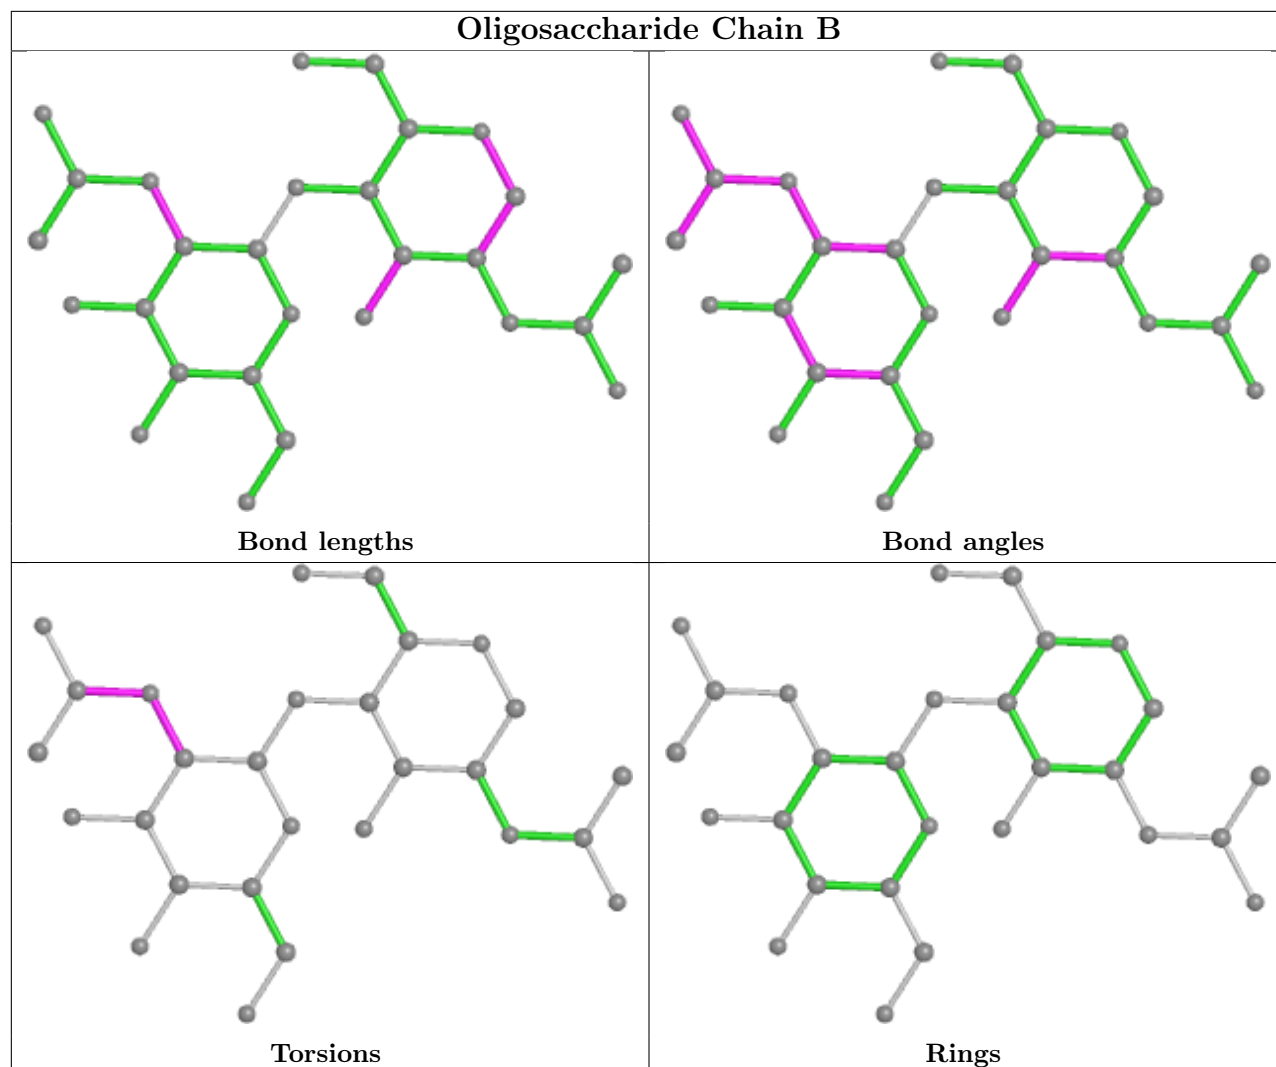 Oligosaccharide Chain B
Bond lengths
Bond angles
Torsions
Rings